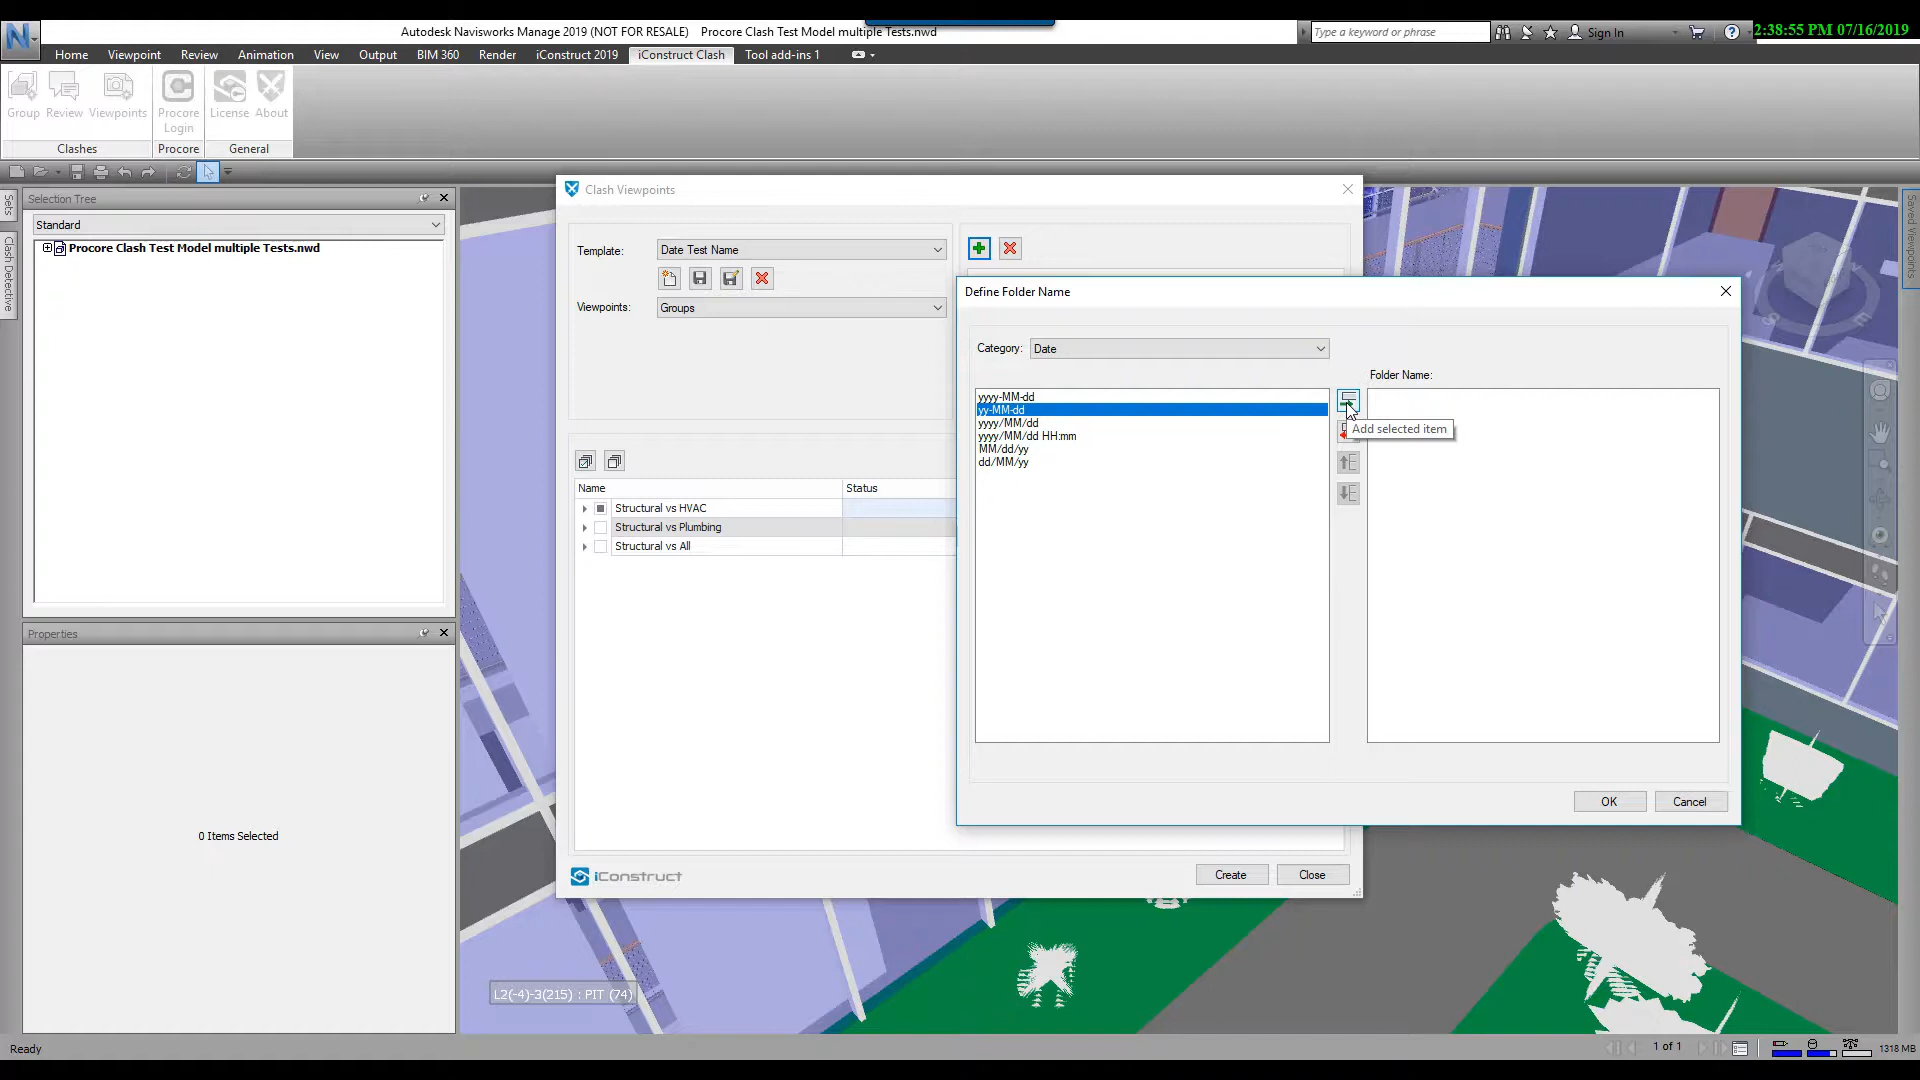 Autodesk Navisworks Manage 2019 (NOT FOR RESALE) Procore Clash Test Model multiple Tests.nwd
Type a keyword or phrase
Sign In
2:38:55 PM 07/16/2019
Home Viewpoint Review Animation View Output BIM 360 Render iConstruct 2019 iConstruct Clash Tool add-ins 1
Group Review Viewpoints Procore Login License About
Clashes Procore General
Selection Tree
Sets
Clash Detective
Standard
Procore Clash Test Model multiple Tests.nwd
Properties
0 Items Selected
Clash Viewpoints
Template: Date Test Name
Viewpoints: Groups
Name Status
Structural vs HVAC
Structural vs Plumbing
Structural vs All
iConstruct
Create Close
Define Folder Name
Category: Date
Folder Name:
yyyy-MM-dd
yy-MM-dd
yyyy/MM/dd
yyyy/MM/dd HH:mm
MM/dd/yy
dd/MM/yy
Add selected item
OK Cancel
Saved Viewpoints
L2(-4)-3(215) : PIT (74)
Ready
1 of 1
1318 MB